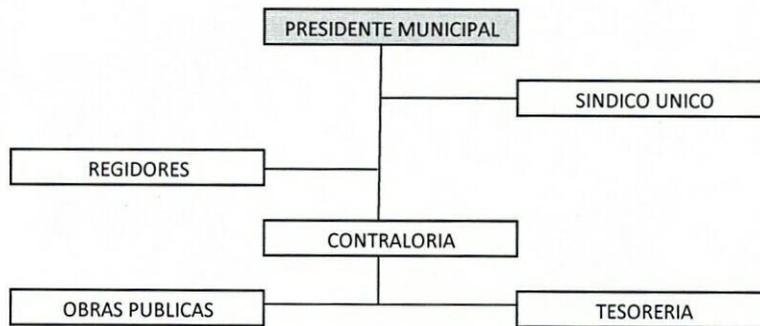 PRESIDENTE MUNICIPAL
SINDICO UNICO
REGIDORES
CONTRALORIA
OBRAS PUBLICAS
TESORERIA